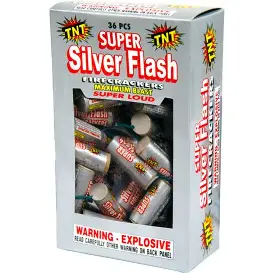 36 PCS
TNT
TNT
SUPER
Silver Flash
FIRECRACKERS
MAXIMUM BLAST
SUPER LOUD
WARNING - EXPLOSIVE
READ CAREFULLY OTHER WARNING ON BACK PANEL
TNT
SUPER
Silver Flash
FIRECRACKERS